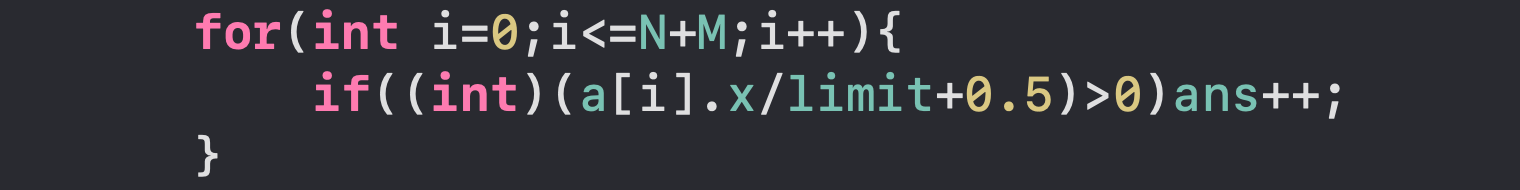 for(int i=0;i<=N+M;i++){
if((int)(a[i].x/limit+0.5)>0)ans++;
}